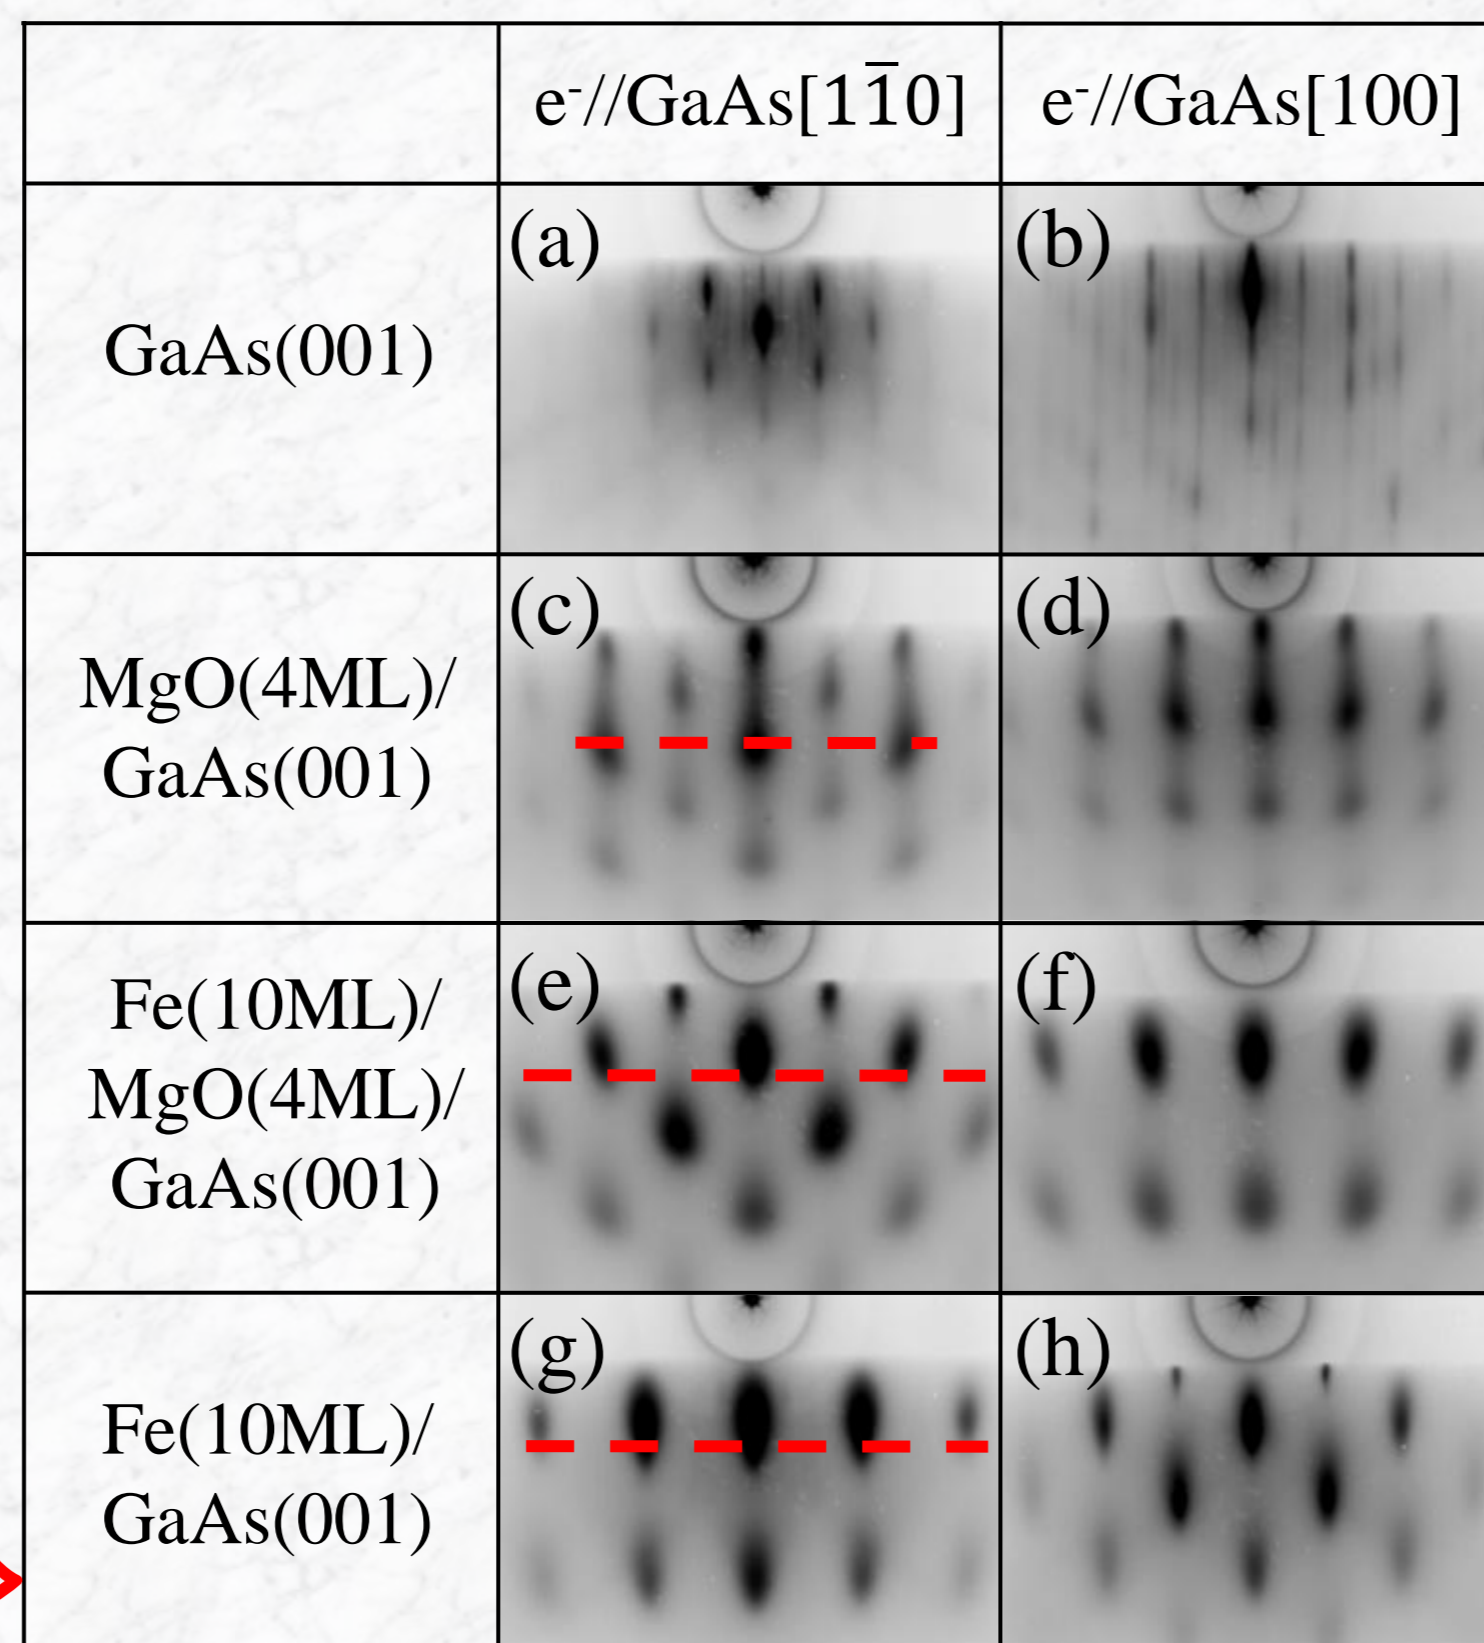 e⁻//GaAs[11̅0]
e⁻//GaAs[100]
GaAs(001)
(a)
(b)
MgO(4ML)/
GaAs(001)
(c)
(d)
Fe(10ML)/
MgO(4ML)/
GaAs(001)
(e)
(f)
Fe(10ML)/
GaAs(001)
(g)
(h)